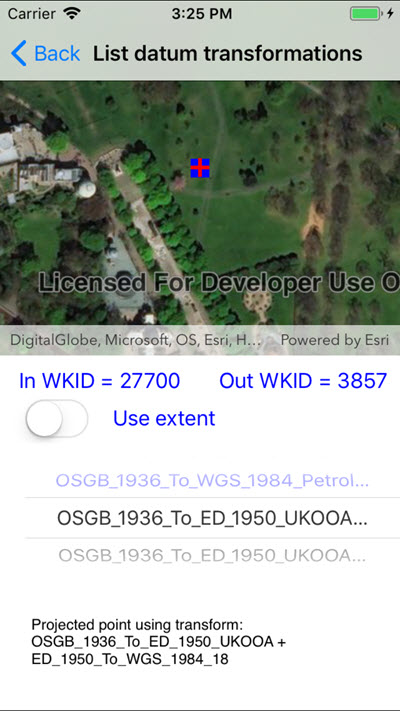 Carrier 3:25 PM
Back List datum transformations
Licensed For Developer Use O
DigitalGlobe, Microsoft, OS, Esri, H... Powered by Esri
In WKID = 27700 Out WKID = 3857
Use extent
OSGB_1936_To_WGS_1984_Petrol...
OSGB_1936_To_ED_1950_UKOOA...
OSGB_1936_To_ED_1950_UKOOA...
Projected point using transform:
OSGB_1936_To_ED_1950_UKOOA +
ED_1950_To_WGS_1984_18